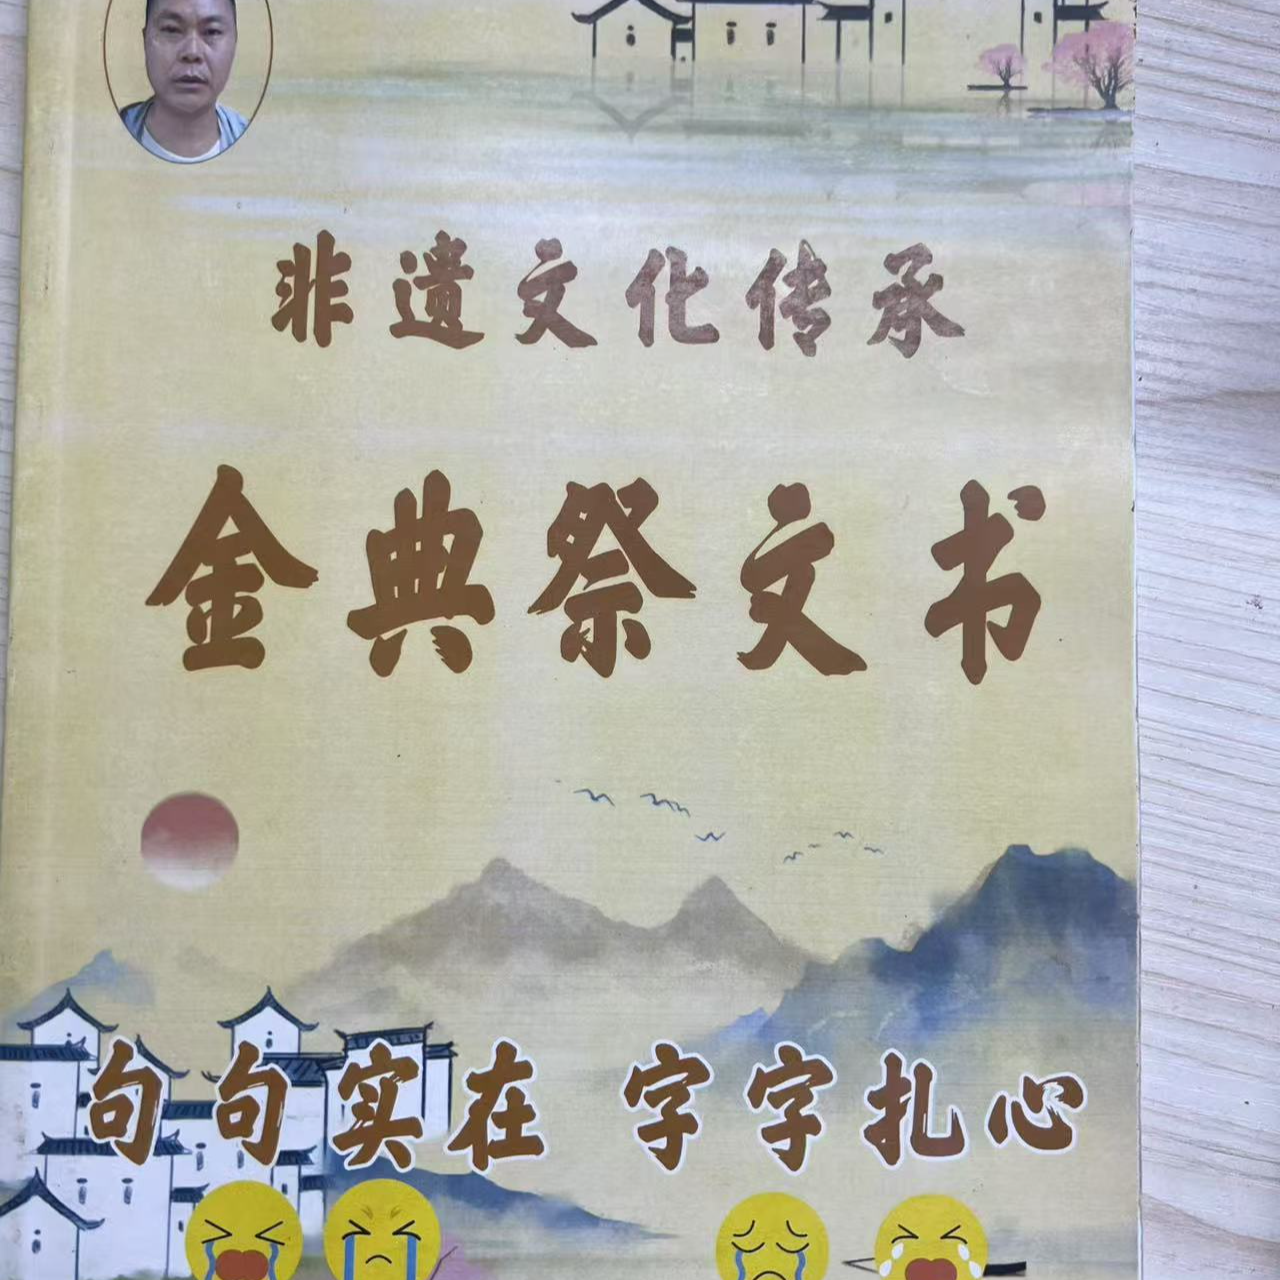 非遗文化传承
金典祭文书
句句实在 字字扎心